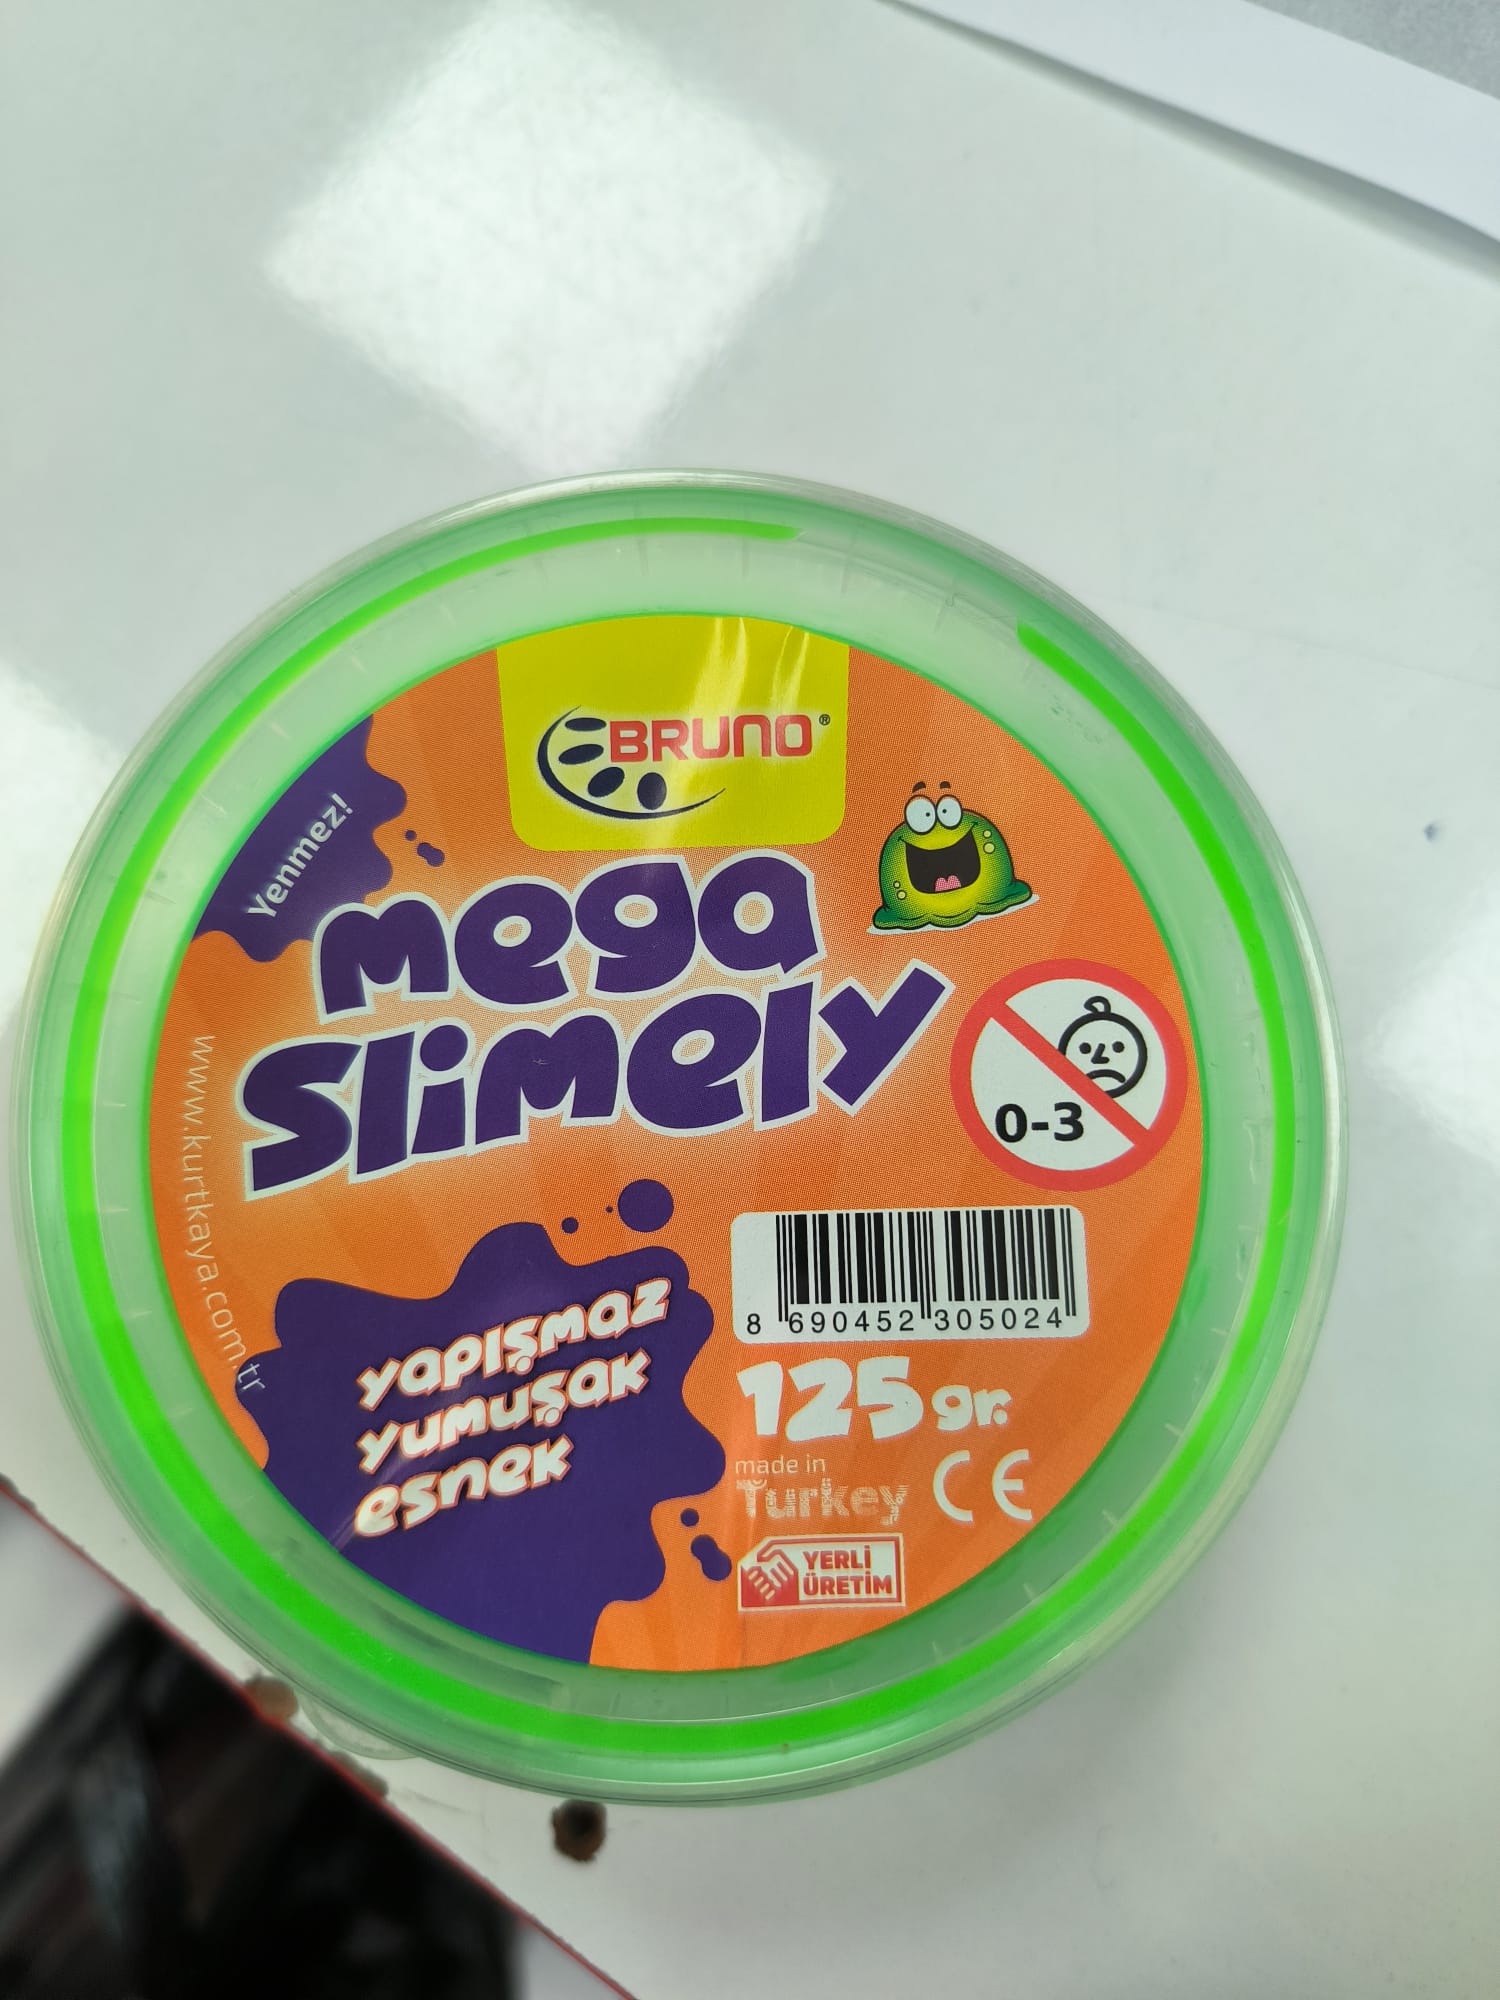 BRUNO®
Yenmez!
mega
Slimely
www.kurtkaya.com.tr
0-3
yapışmaz
yumuşak
esnek
8 690452 305024
125 gr.
made in
Turkey
CE
YERLİ
ÜRETİM